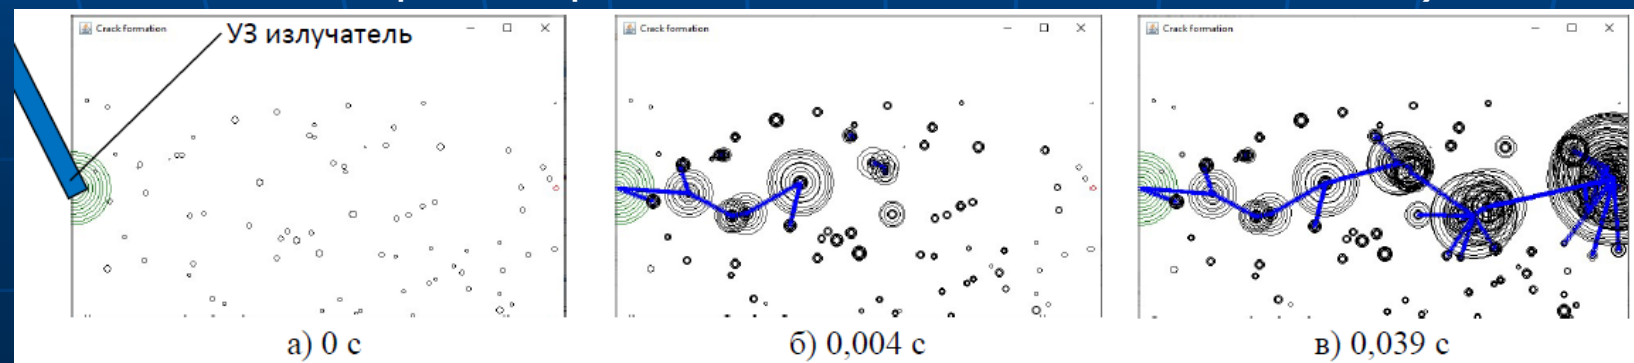 Crack formation
УЗ излучатель
Crack formation
Crack formation
а) 0 с
б) 0,004 с
в) 0,039 с